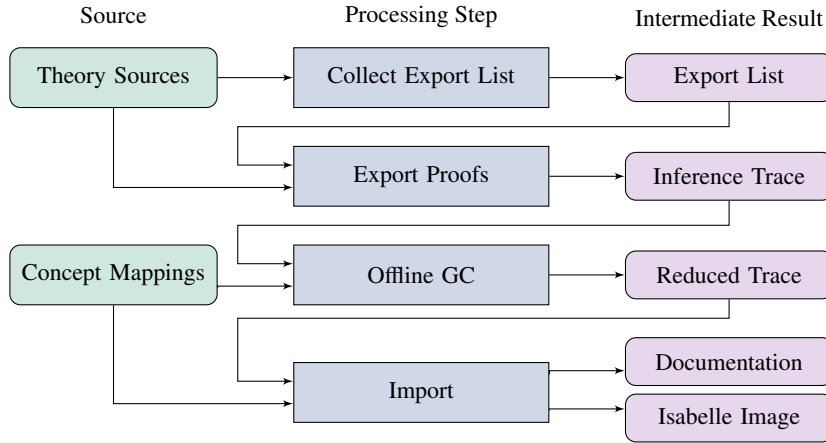 Source
Processing Step
Intermediate Result
Theory Sources
Collect Export List
Export List
Export Proofs
Inference Trace
Concept Mappings
Offline GC
Reduced Trace
Import
Documentation
Isabelle Image